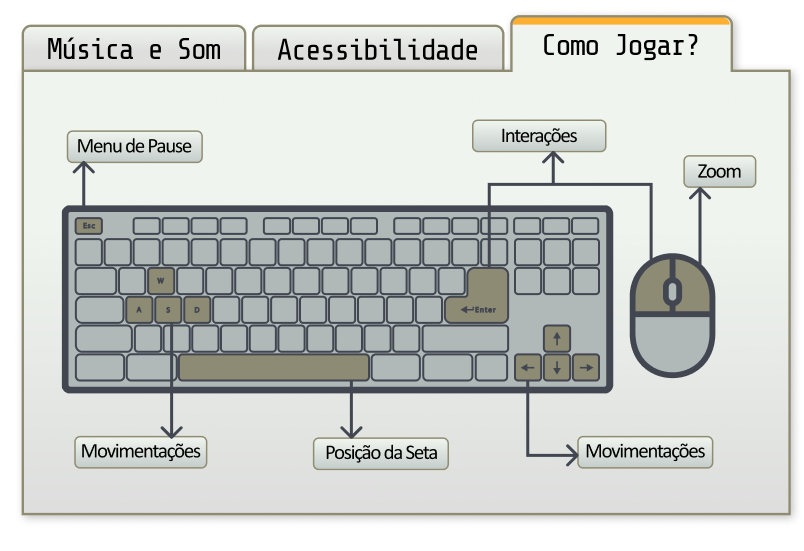 Música e Som
Acessibilidade
Como Jogar?
Menu de Pause
Interações
Zoom
Esc
W
A S D
Enter
Movimentações
Posição da Seta
Movimentações